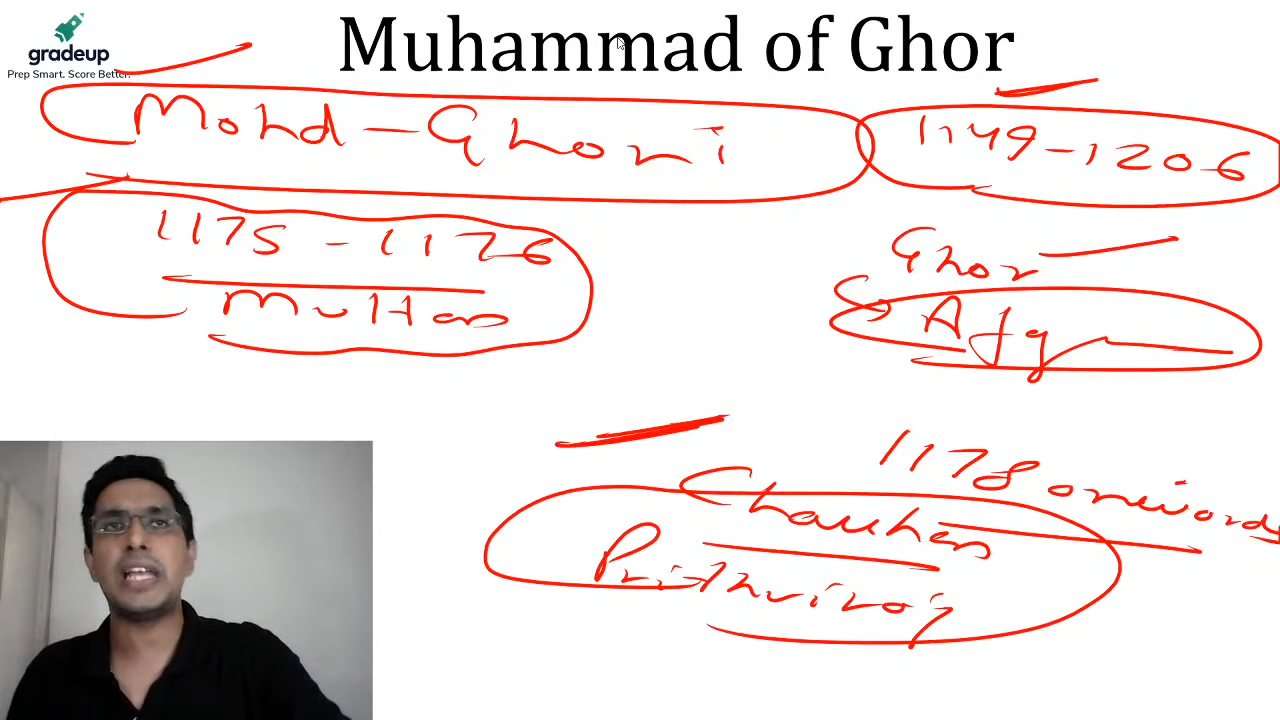 gradeup
Prep Smart. Score Better.
Muhammad of Ghor
Mohd - Ghori
1149-1206
1175 - 1176
Multan
Ghor
Afg
1178 onwards
Chauhan
Prithviraj